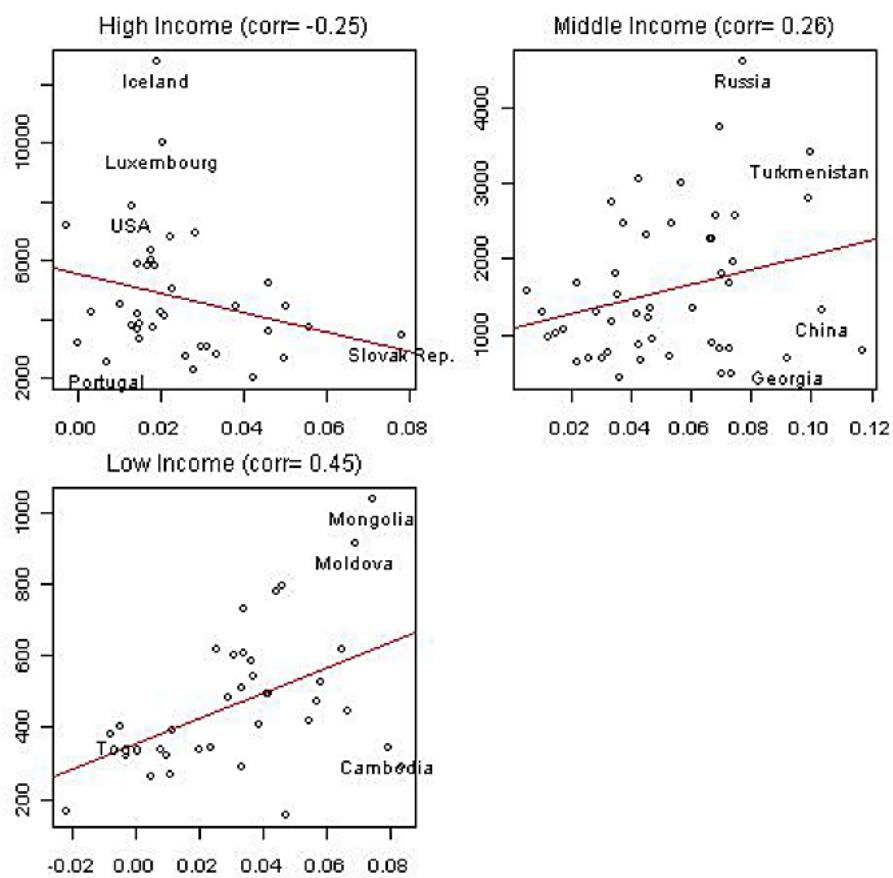 High Income (corr= -0.25)
Iceland
Luxembourg
USA
Slovak Rep.
Portugal
10000
6000
2000
0.00 0.02 0.04 0.06 0.08
Middle Income (corr= 0.26)
Russia
Turkmenistan
China
Georgia
4000
3000
2000
1000
0.02 0.04 0.06 0.08 0.10 0.12
Low Income (corr= 0.45)
Mongolia
Moldova
Togo
Cambodia
1000
800
600
400
200
-0.02 0.00 0.02 0.04 0.06 0.08